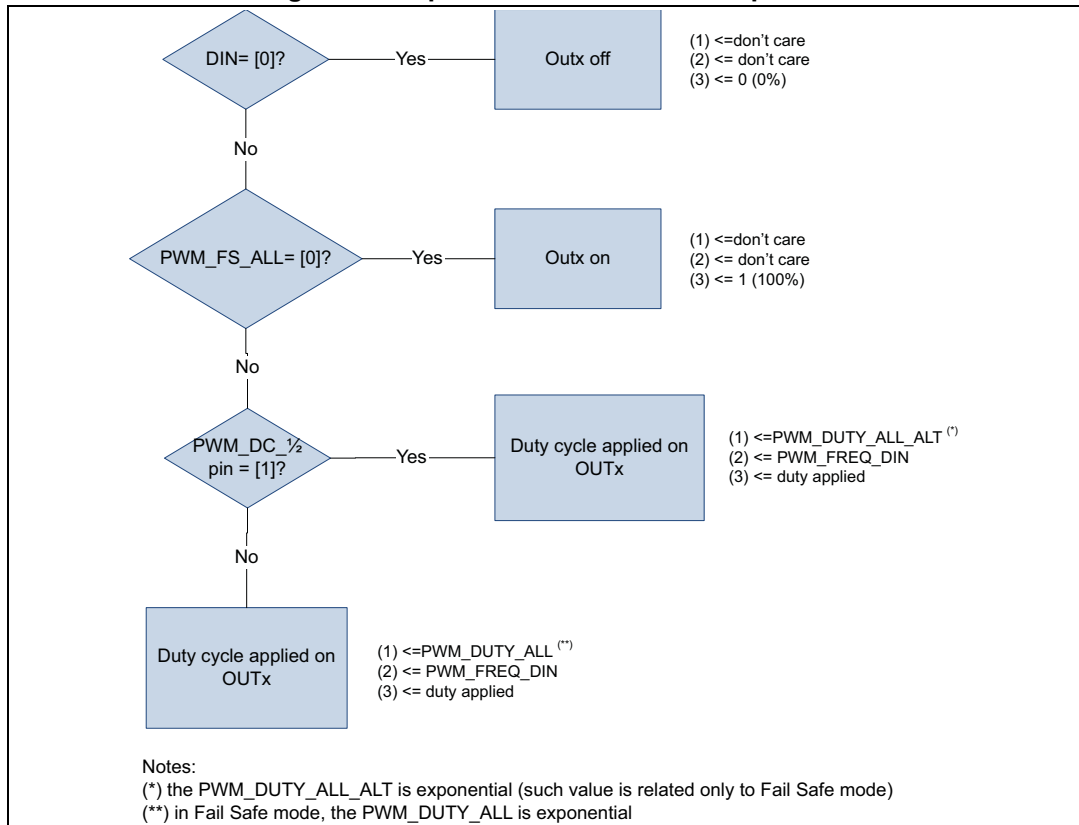 DIN= [0]?
Yes
Outx off
(1) <=don’t care
(2) <= don’t care
(3) <= 0 (0%)
No
PWM_FS_ALL= [0]?
Yes
Outx on
(1) <=don’t care
(2) <= don’t care
(3) <= 1 (100%)
No
PWM_DC_½
pin = [1]?
Yes
Duty cycle applied on
OUTx
(1) <=PWM_DUTY_ALL_ALT (*)
(2) <= PWM_FREQ_DIN
(3) <= duty applied
No
Duty cycle applied on
OUTx
(1) <=PWM_DUTY_ALL (**)
(2) <= PWM_FREQ_DIN
(3) <= duty applied
Notes:
(*) the PWM_DUTY_ALL_ALT is exponential (such value is related only to Fail Safe mode)
(**) in Fail Safe mode, the PWM_DUTY_ALL is exponential